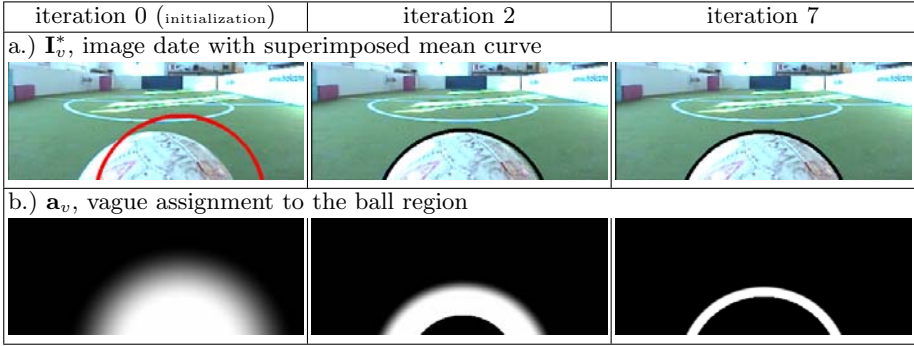 iteration 0 (initialization) iteration 2 iteration 7
a.) I*v, image date with superimposed mean curve
b.) av, vague assignment to the ball region